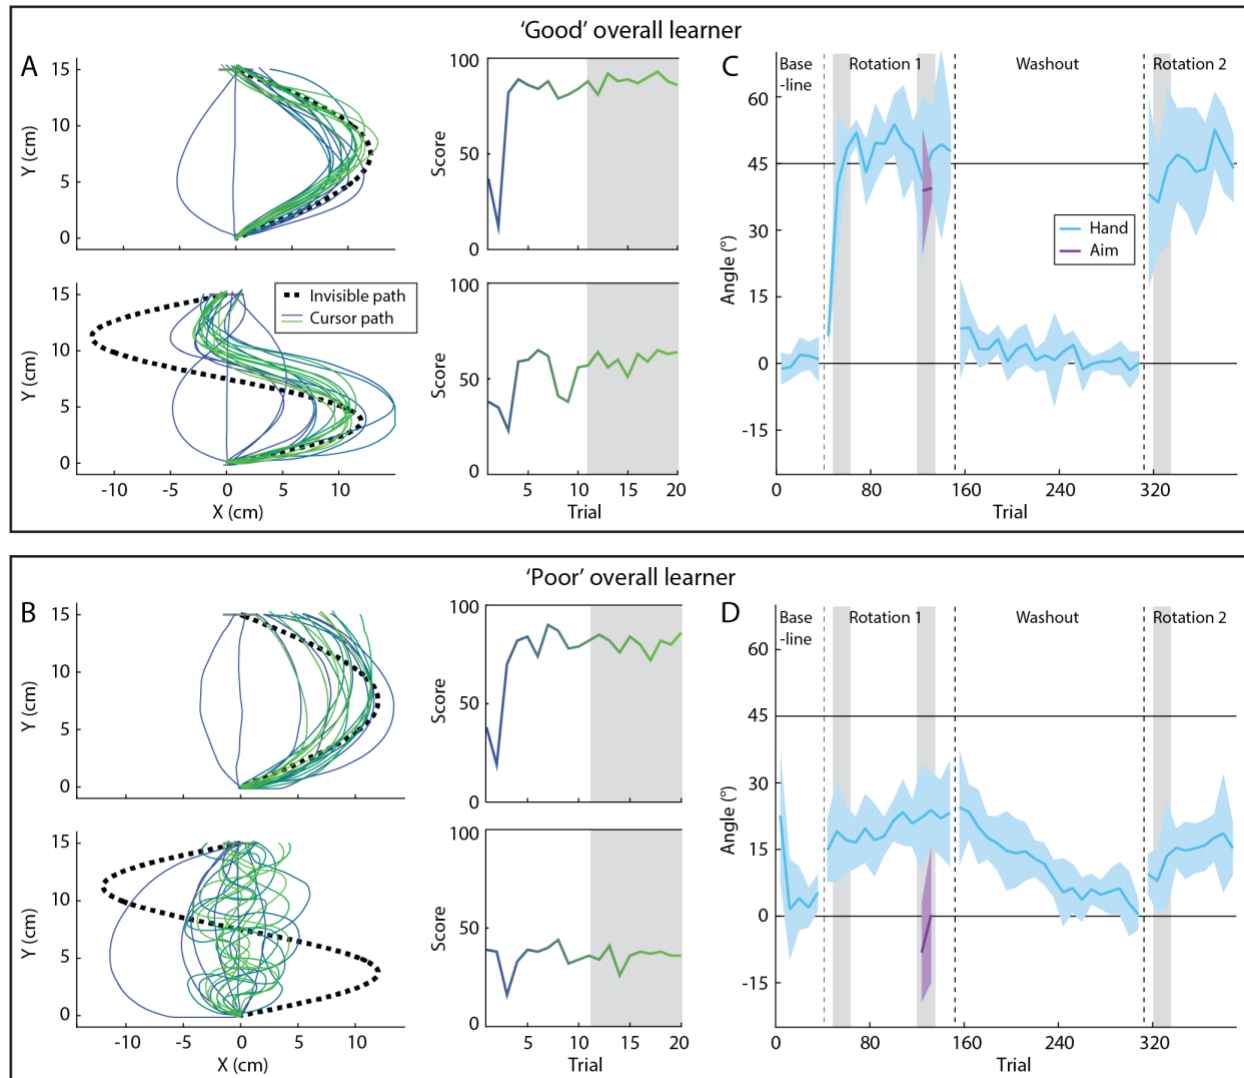 'Good' overall learner
A
15
10
5
0
Y (cm)
100
50
0
Score
15
10
5
0
Y (cm)
-10
-5
0
5
10
X (cm)
Invisible path
Cursor path
100
50
0
Score
5
10
15
20
Trial
C
Base
-line
Rotation 1
Washout
Rotation 2
60
45
30
15
0
-15
Angle (°)
Hand
Aim
0
80
160
240
320
Trial
'Poor' overall learner
B
15
10
5
0
Y (cm)
100
50
0
Score
15
10
5
0
Y (cm)
-10
-5
0
5
10
X (cm)
100
50
0
Score
0
5
10
15
20
Trial
D
Base
-line
Rotation 1
Washout
Rotation 2
60
45
30
15
0
-15
Angle (°)
0
80
160
240
320
Trial